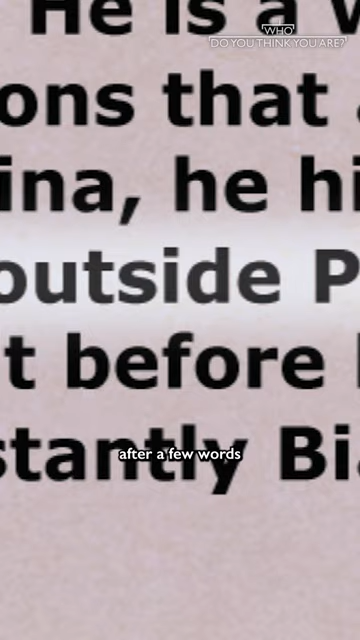 He is a w
WHO
DO YOU THINK YOU ARE?
ons that a
ina, he hi
outside P
t before
stantly Bia
after a few words